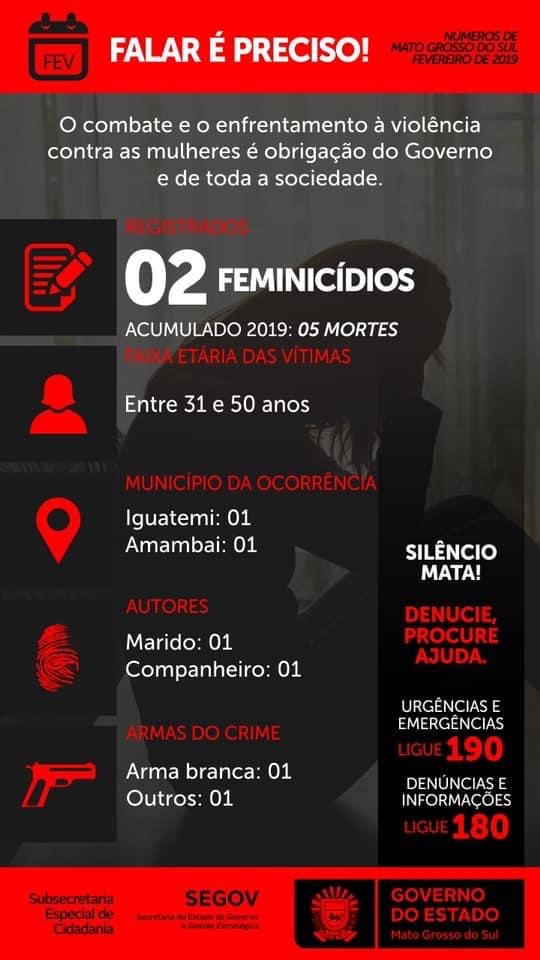 FEV
FALAR É PRECISO!
NÚMEROS DE
MATO GROSSO DO SUL
FEVEREIRO DE 2019
O combate e o enfrentamento à violência
contra as mulheres é obrigação do Governo
e de toda a sociedade.
REGISTRADOS
02 FEMINICÍDIOS
ACUMULADO 2019: 05 MORTES
FAIXA ETÁRIA DAS VÍTIMAS
Entre 31 e 50 anos
MUNICÍPIO DA OCORRÊNCIA
Iguatemi: 01
Amambai: 01
AUTORES
Marido: 01
Companheiro: 01
ARMAS DO CRIME
Arma branca: 01
Outros: 01
SILÊNCIO
MATA!
DENUCIE,
PROCURE
AJUDA.
URGÊNCIAS E
EMERGÊNCIAS
LIGUE 190
DENÚNCIAS E
INFORMAÇÕES
LIGUE 180
Subsecretaria
Especial de
Cidadania
SEGOV
Secretaria de Estado de Governo
e Gestão Estratégica
GOVERNO
DO ESTADO
Mato Grosso do Sul